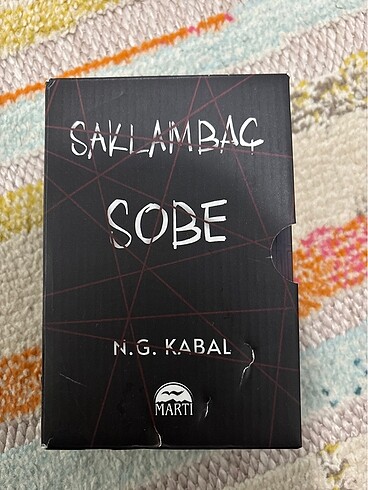 SAKLAMBAÇ
SOBE
N.G. KABAL
MARTI